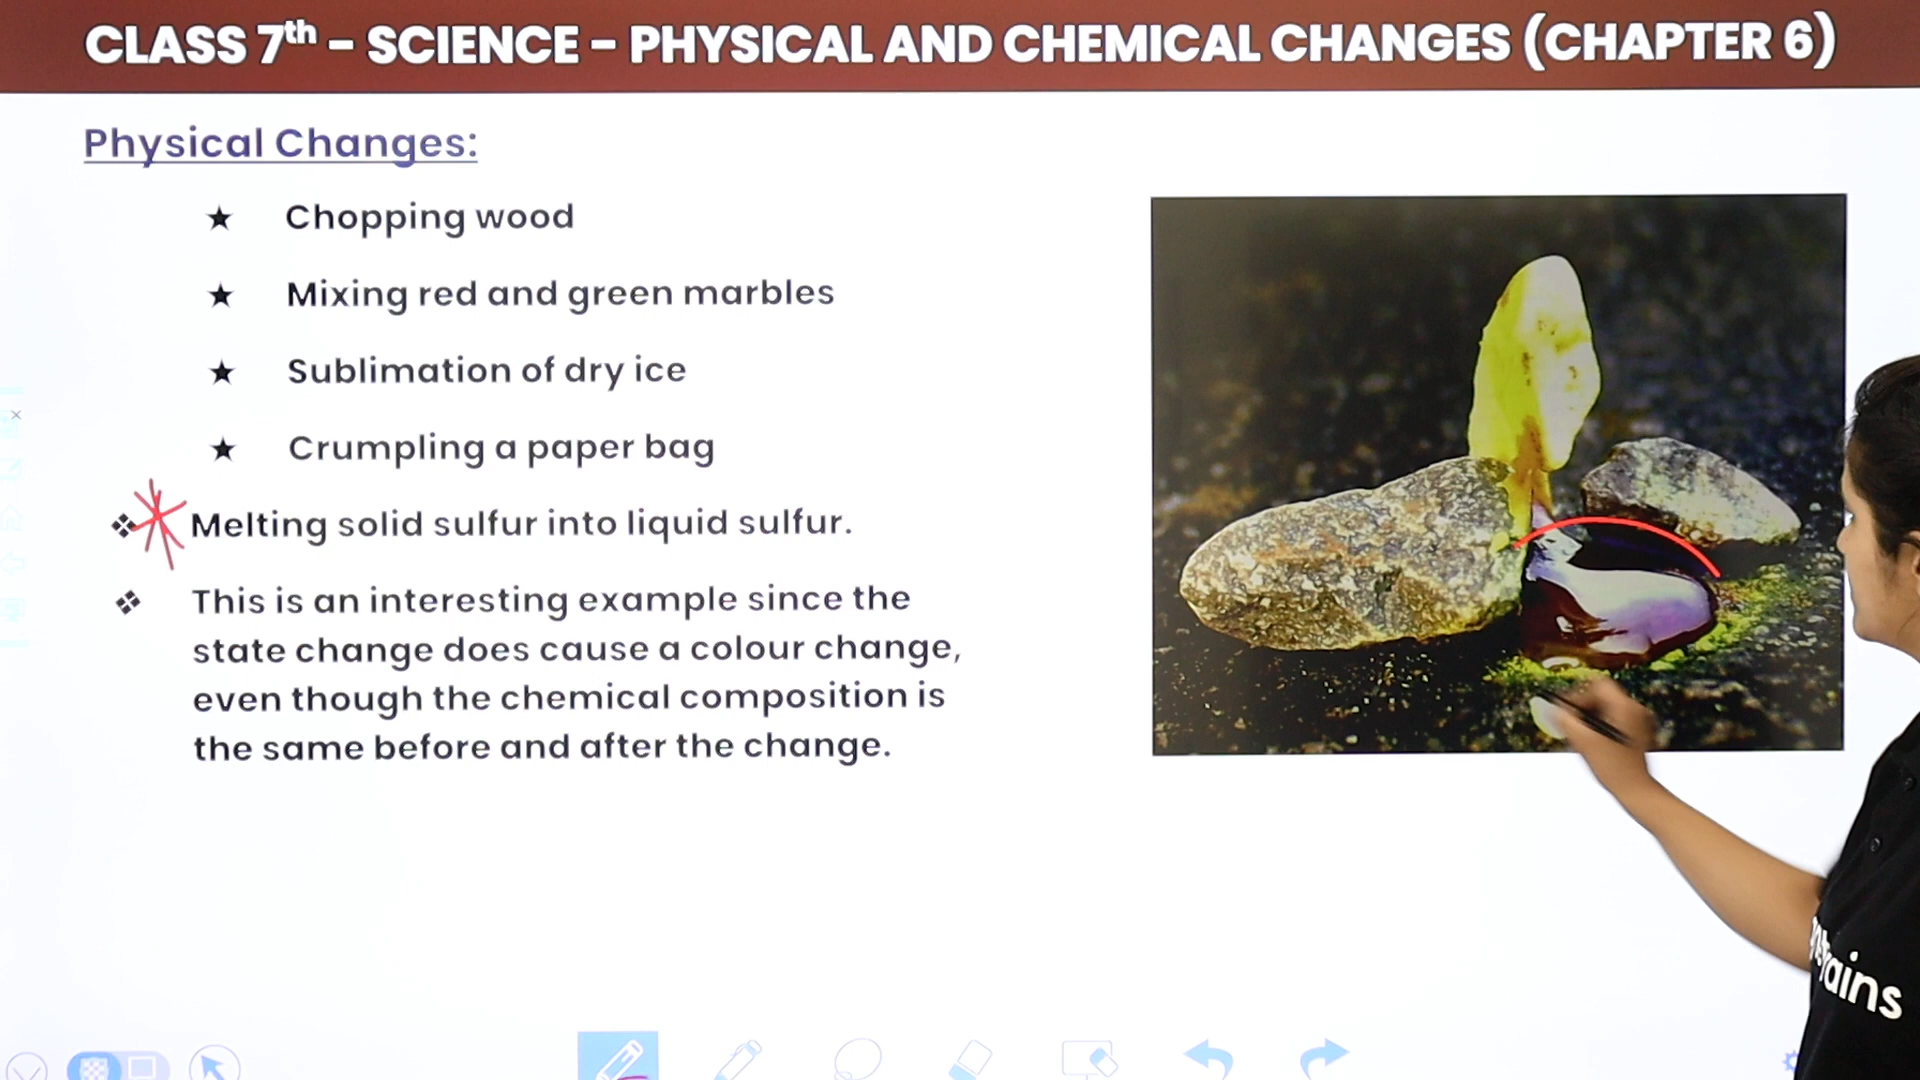 CLASS 7th - SCIENCE - PHYSICAL AND CHEMICAL CHANGES (CHAPTER 6)
Physical Changes:
★ Chopping wood
★ Mixing red and green marbles
★ Sublimation of dry ice
★ Crumpling a paper bag
❖ Melting solid sulfur into liquid sulfur.
❖ This is an interesting example since the
state change does cause a colour change,
even though the chemical composition is
the same before and after the change.